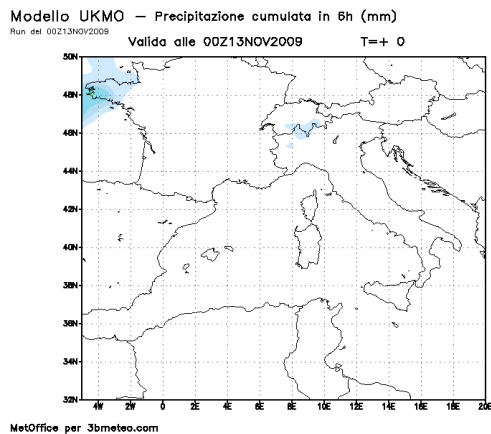 Modello UKMO – Precipitazione cumulata in 6h (mm)
Run del 00Z13NOV2009
Valida alle 00Z13NOV2009 T=+ 0
50N
48N
46N
44N
42N
40N
38N
36N
34N
32N
4W 2W 0 2E 4E 6E 8E 10E 12E 14E 16E 18E 20E
MetOffice per 3bmeteo.com